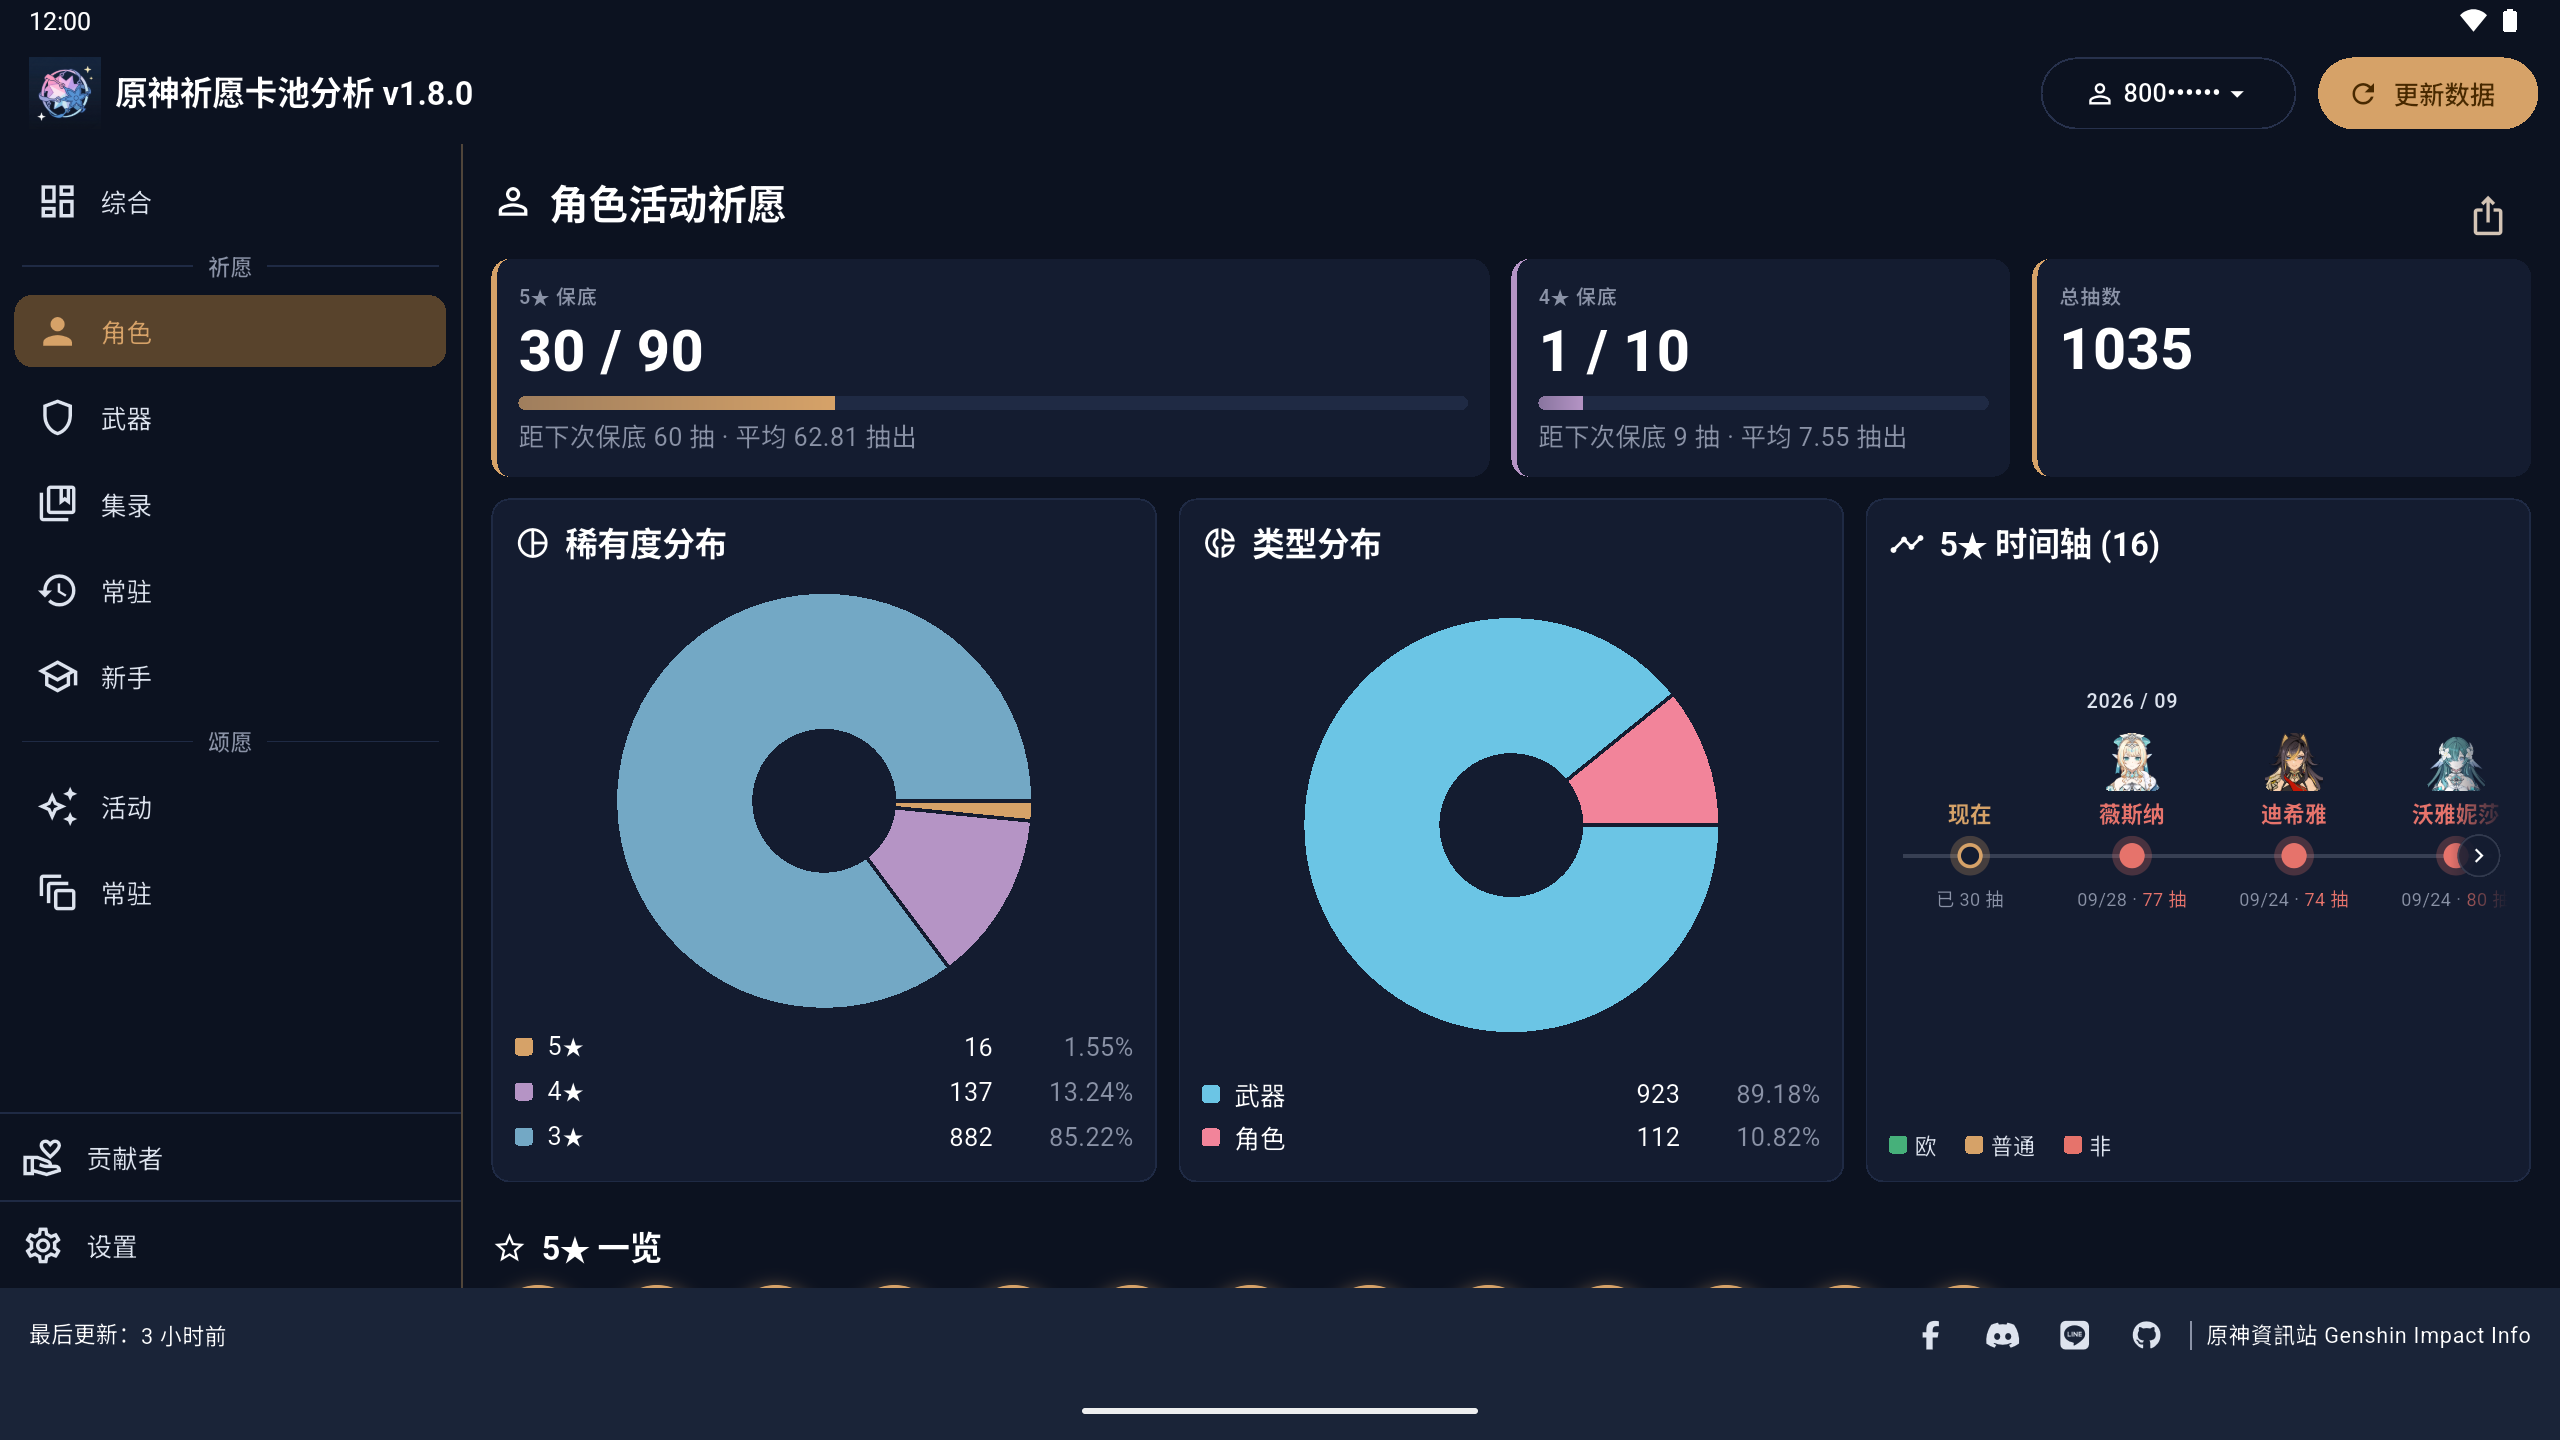 12:00
原神祈愿卡池分析 v1.8.0
800••••••
更新数据
综合
祈愿
角色
武器
集录
常驻
新手
颂愿
活动
常驻
贡献者
设置
角色活动祈愿
5★ 保底
30 / 90
距下次保底 60 抽 · 平均 62.81 抽出
4★ 保底
1 / 10
距下次保底 9 抽 · 平均 7.55 抽出
总抽数
1035
稀有度分布
5★ 16 1.55%
4★ 137 13.24%
3★ 882 85.22%
类型分布
武器 923 89.18%
角色 112 10.82%
5★ 时间轴 (16)
2026 / 09
现在
已 30 抽
薇斯纳
09/28 · 77 抽
迪希雅
09/24 · 74 抽
沃雅妮莎
09/24 · 80 抽
欧 普通 非
5★ 一览
最后更新：3 小时前
LINE
原神資訊站 Genshin Impact Info